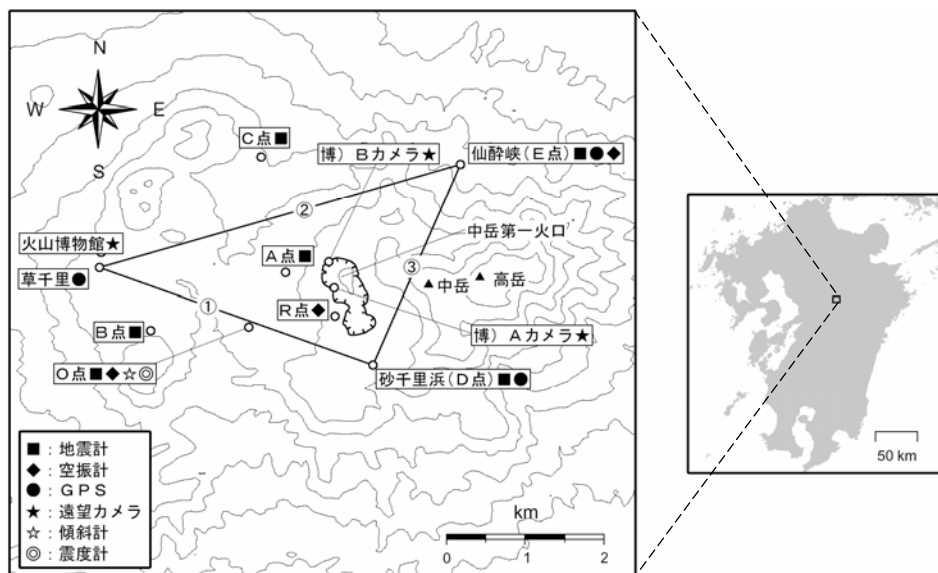 N
W E
S
C点■
博）Bカメラ★
仙酔峡(E点)■●◆
②
中岳第一火口
火山博物館★
A点■
③
草千里●
▲中岳
▲ 高岳
①
R点◆
B点■
博）Aカメラ★
O点■◆☆◎
砂千里浜(D点)■●
■：地震計
◆：空振計
●：GPS
★：遠望カメラ
☆：傾斜計
◎：震度計
km
0 1 2
50 km